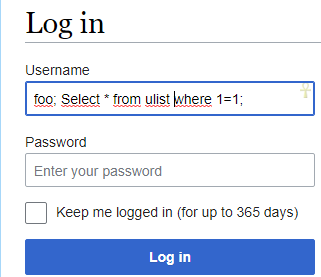 Log in
Username
foo; Select * from ulist where 1=1;
Password
Enter your password
Keep me logged in (for up to 365 days)
Log in